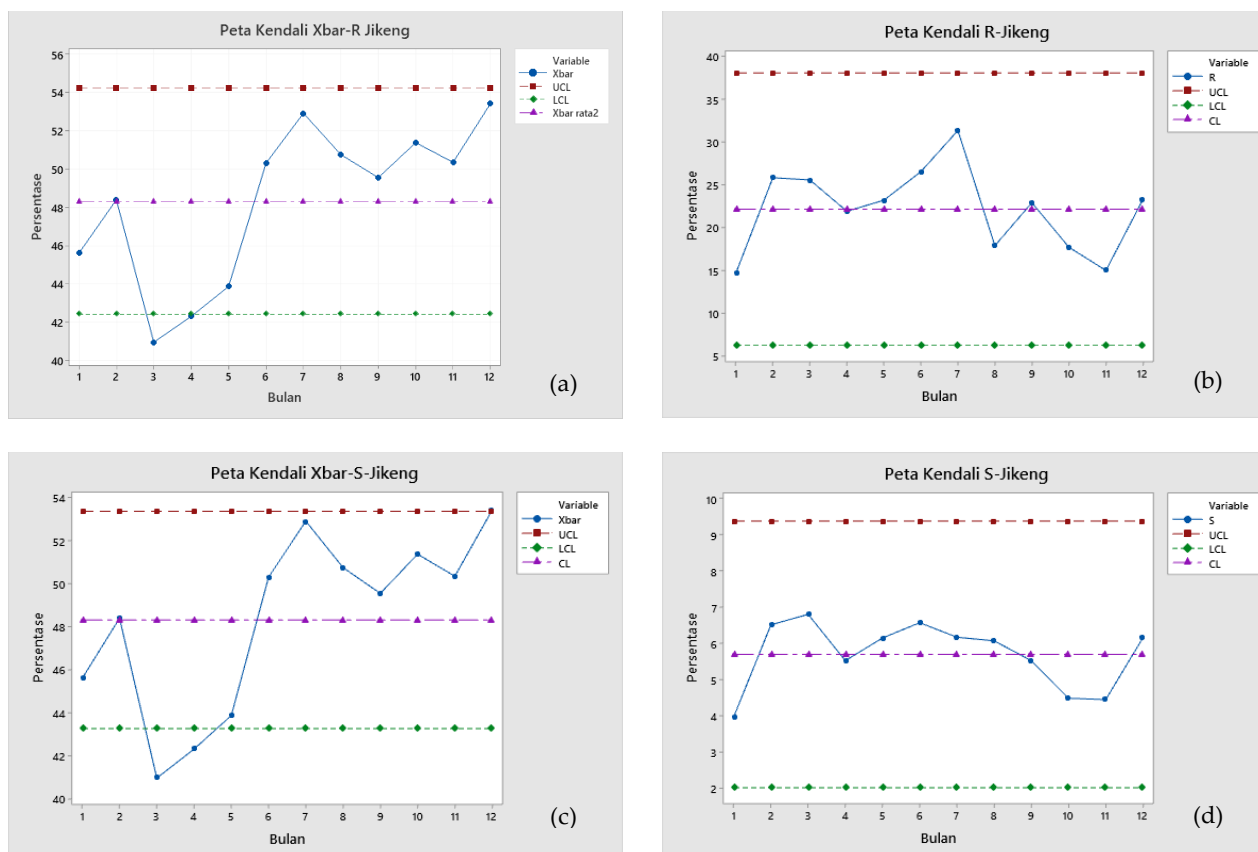 Peta Kendali Xbar-R Jikeng
Persentase
56
54
52
50
48
46
44
42
40
1 2 3 4 5 6 7 8 9 10 11 12
Bulan
Variable
Xbar
UCL
LCL
Xbar rata2
(a)
Peta Kendali R-Jikeng
Persentase
40
35
30
25
20
15
10
5
1 2 3 4 5 6 7 8 9 10 11 12
Bulan
Variable
R
UCL
LCL
CL
(b)
Peta Kendali Xbar-S-Jikeng
Persentase
54
52
50
48
46
44
42
40
1 2 3 4 5 6 7 8 9 10 11 12
Bulan
Variable
Xbar
UCL
LCL
CL
(c)
Peta Kendali S-Jikeng
Persentase
10
9
8
7
6
5
4
3
2
1 2 3 4 5 6 7 8 9 10 11 12
Bulan
Variable
S
UCL
LCL
CL
(d)